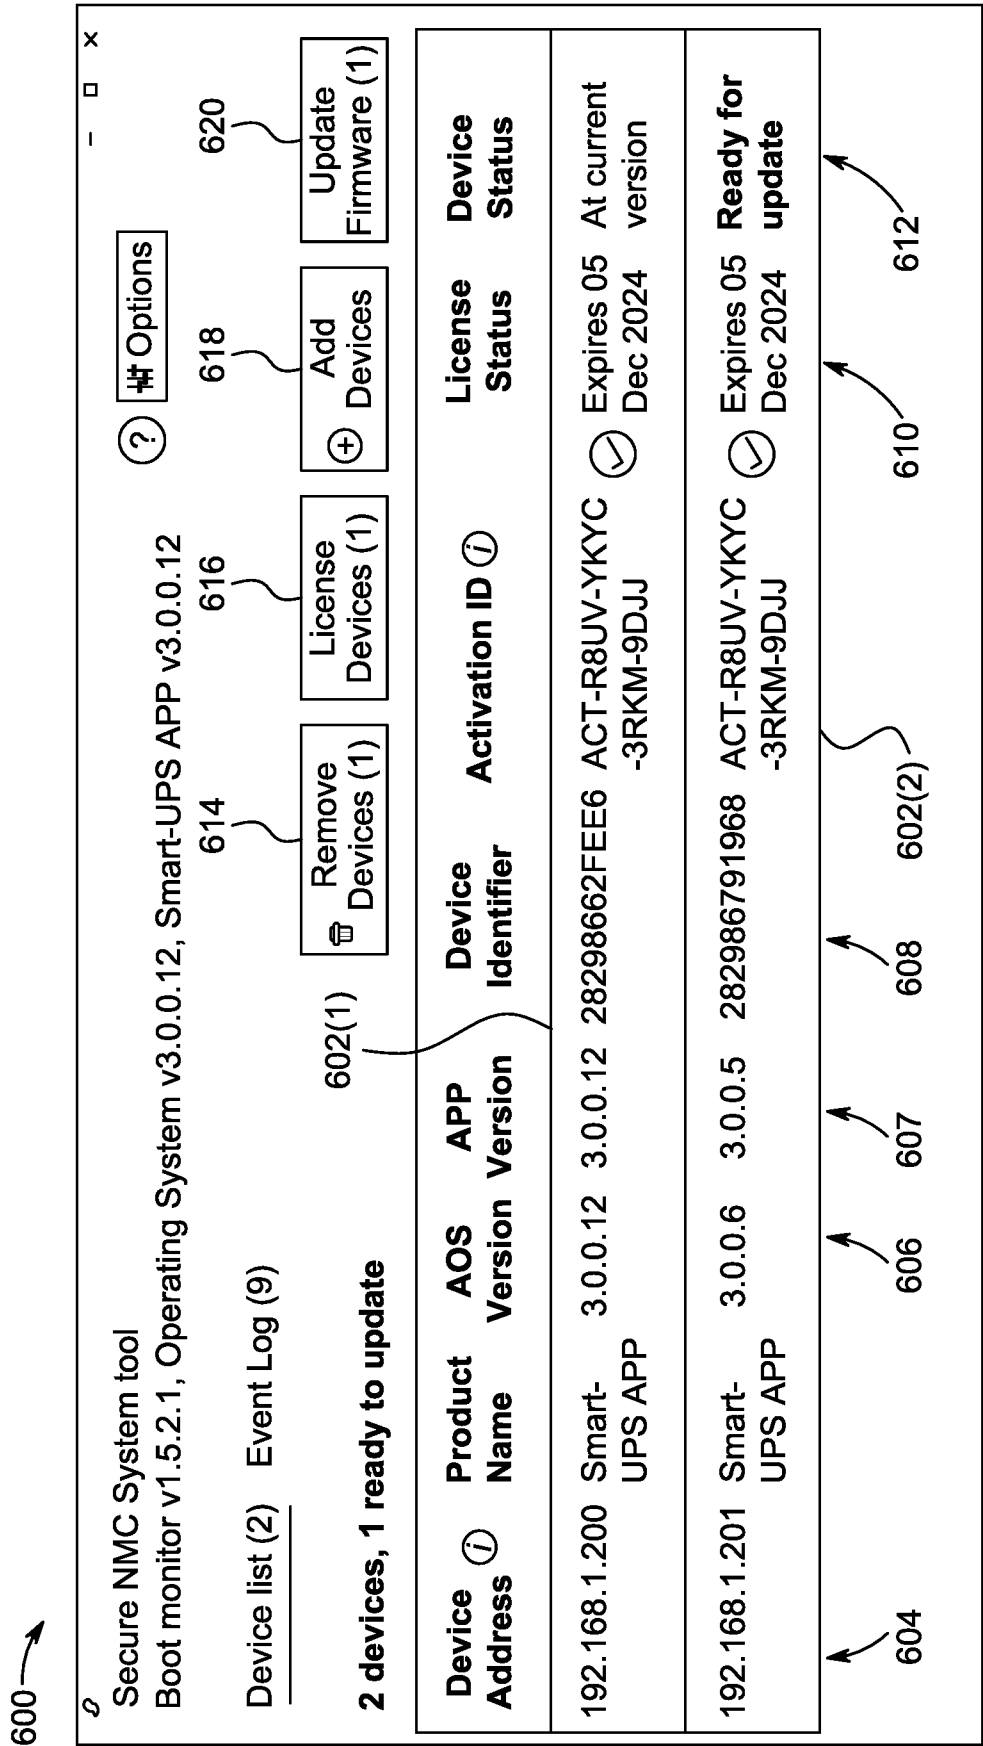 600
Secure NMC System tool
Boot monitor v1.5.2.1, Operating System v3.0.0.12, Smart-UPS APP v3.0.0.12
? Options
Device list (2) Event Log (9)
614
616
618
620
Remove
Devices (1)
License
Devices (1)
Add
Devices
Update
Firmware (1)
2 devices, 1 ready to update
602(1)
Device
Address
Product
Name
AOS
Version
APP
Version
Device
Identifier
Activation ID
License
Status
Device
Status
192.168.1.200
Smart-
UPS APP
3.0.0.12
3.0.0.12
28298662FEE6
ACT-R8UV-YKYC
-3RKM-9DJJ
Expires 05
Dec 2024
At current
version
192.168.1.201
Smart-
UPS APP
3.0.0.6
3.0.0.5
282986791968
ACT-R8UV-YKYC
-3RKM-9DJJ
Expires 05
Dec 2024
Ready for
update
604
606
607
608
602(2)
610
612